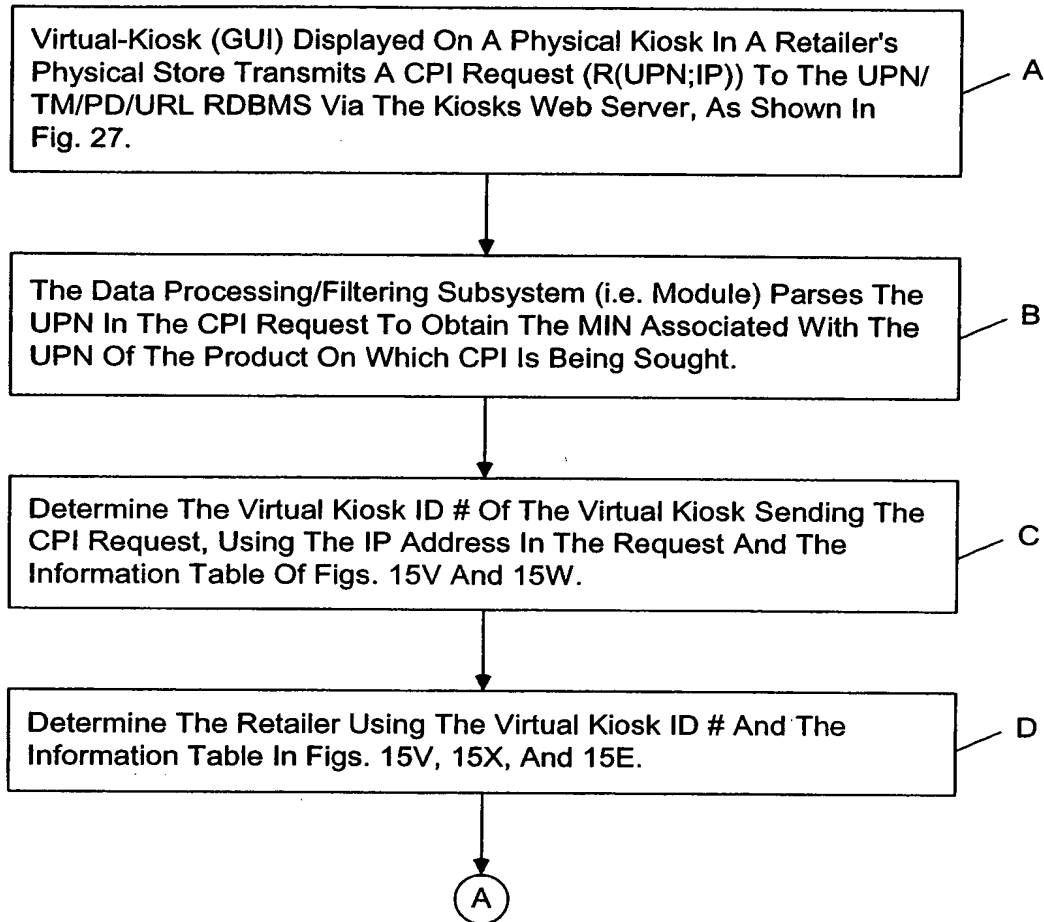 Virtual-Kiosk (GUI) Displayed On A Physical Kiosk In A Retailer's
Physical Store Transmits A CPI Request (R(UPN;IP)) To The UPN/
TM/PD/URL RDBMS Via The Kiosks Web Server, As Shown In
Fig. 27.
A
The Data Processing/Filtering Subsystem (i.e. Module) Parses The
UPN In The CPI Request To Obtain The MIN Associated With The
UPN Of The Product On Which CPI Is Being Sought.
B
Determine The Virtual Kiosk ID # Of The Virtual Kiosk Sending The
CPI Request, Using The IP Address In The Request And The
Information Table Of Figs. 15V And 15W.
C
Determine The Retailer Using The Virtual Kiosk ID # And The
Information Table In Figs. 15V, 15X, And 15E.
D
A